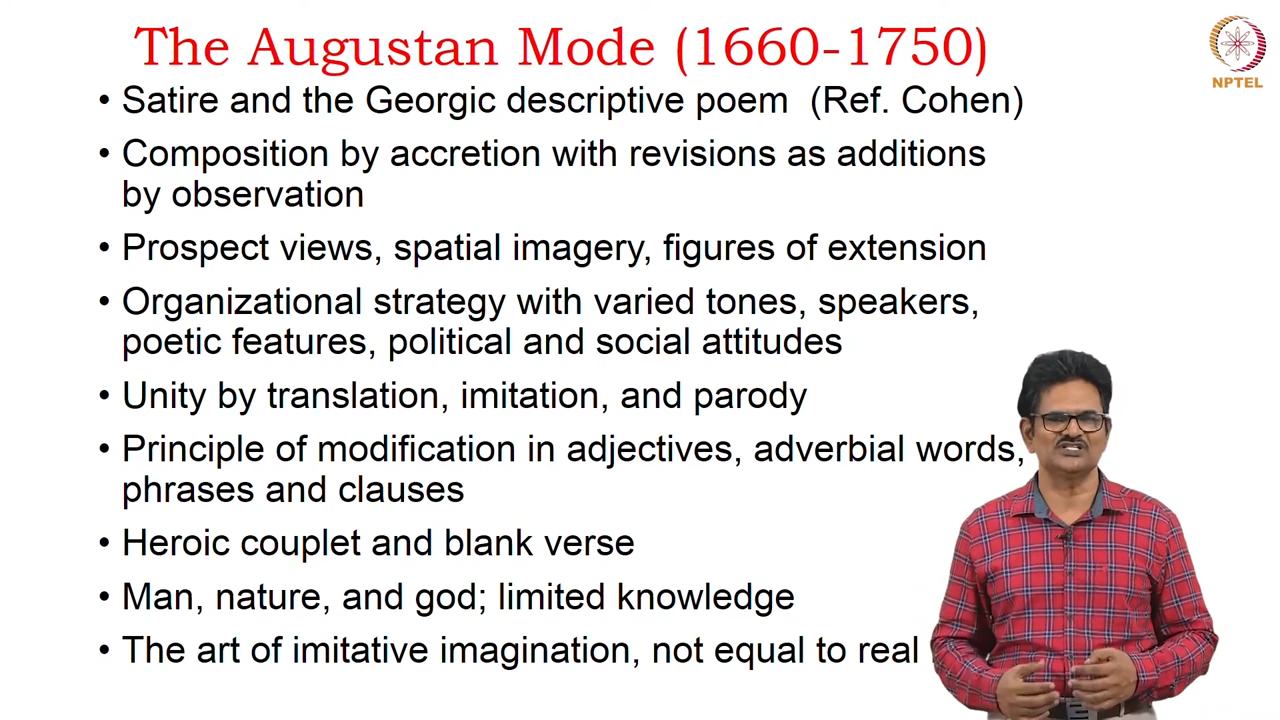 The Augustan Mode (1660-1750)
NPTEL
• Satire and the Georgic descriptive poem (Ref. Cohen)
• Composition by accretion with revisions as additions
by observation
• Prospect views, spatial imagery, figures of extension
• Organizational strategy with varied tones, speakers,
poetic features, political and social attitudes
• Unity by translation, imitation, and parody
• Principle of modification in adjectives, adverbial words,
phrases and clauses
• Heroic couplet and blank verse
• Man, nature, and god; limited knowledge
• The art of imitative imagination, not equal to real